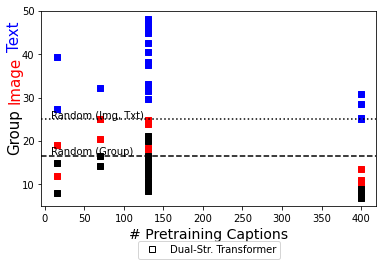 Group Image Text
50
40
30
20
10
Random (Img, Txt)
Random (Group)
0 50 100 150 200 250 300 350 400
# Pretraining Captions
Dual-Str. Transformer